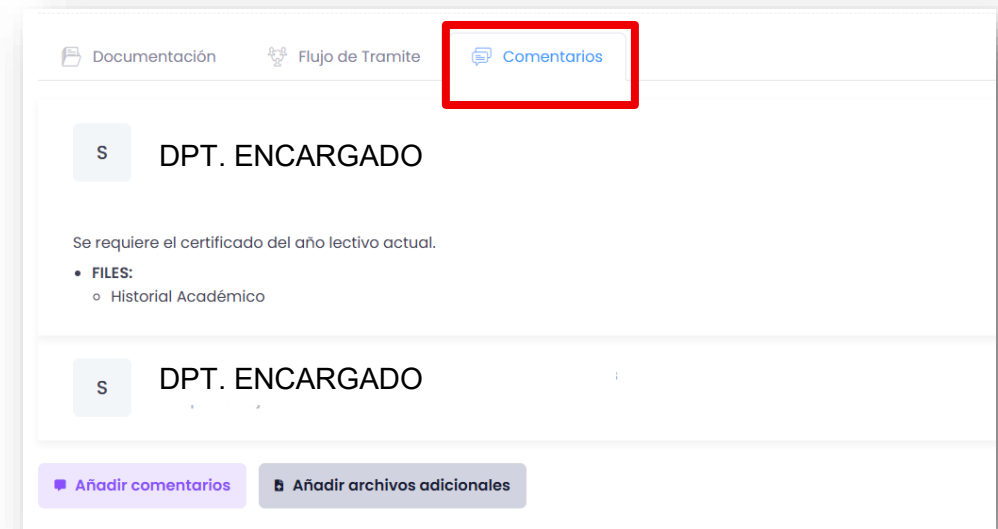 Documentación Flujo de Tramite Comentarios
S DPT. ENCARGADO
Se requiere el certificado del año lectivo actual.
• FILES:
○ Historial Académico
S DPT. ENCARGADO
Añadir comentarios Añadir archivos adicionales